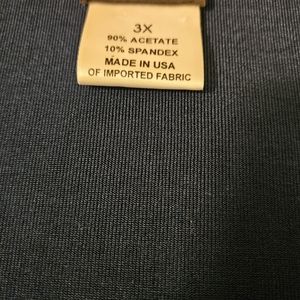 3X
90% ACETATE
10% SPANDEX
MADE IN USA
OF IMPORTED FABRIC